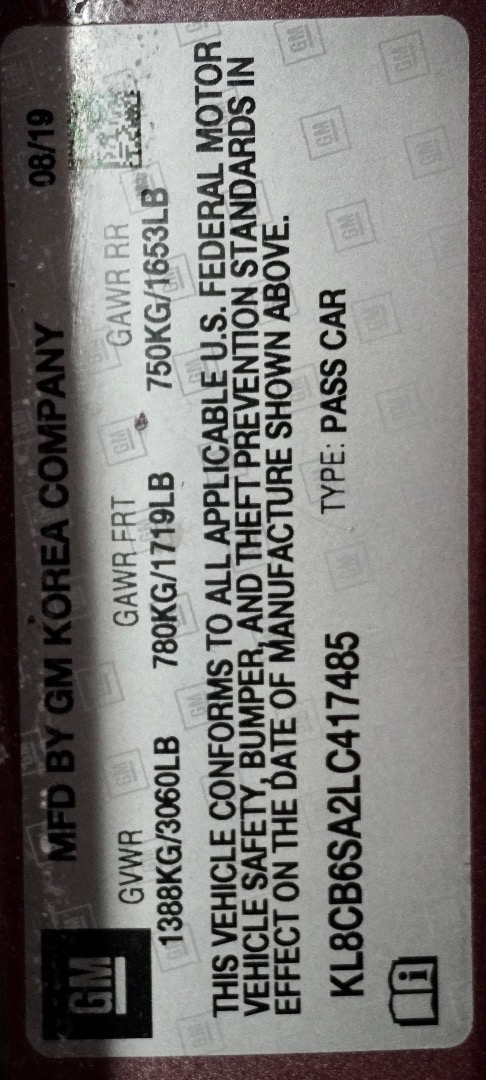 GM
MFD BY GM KOREA COMPANY 08/19
GVWR GAWR FRT GAWR RR
1388KG/3060LB 780KG/1719LB 750KG/1653LB
THIS VEHICLE CONFORMS TO ALL APPLICABLE U.S. FEDERAL MOTOR
VEHICLE SAFETY, BUMPER, AND THEFT PREVENTION STANDARDS IN
EFFECT ON THE DATE OF MANUFACTURE SHOWN ABOVE.
KL8CB6SA2LC417485 TYPE: PASS CAR